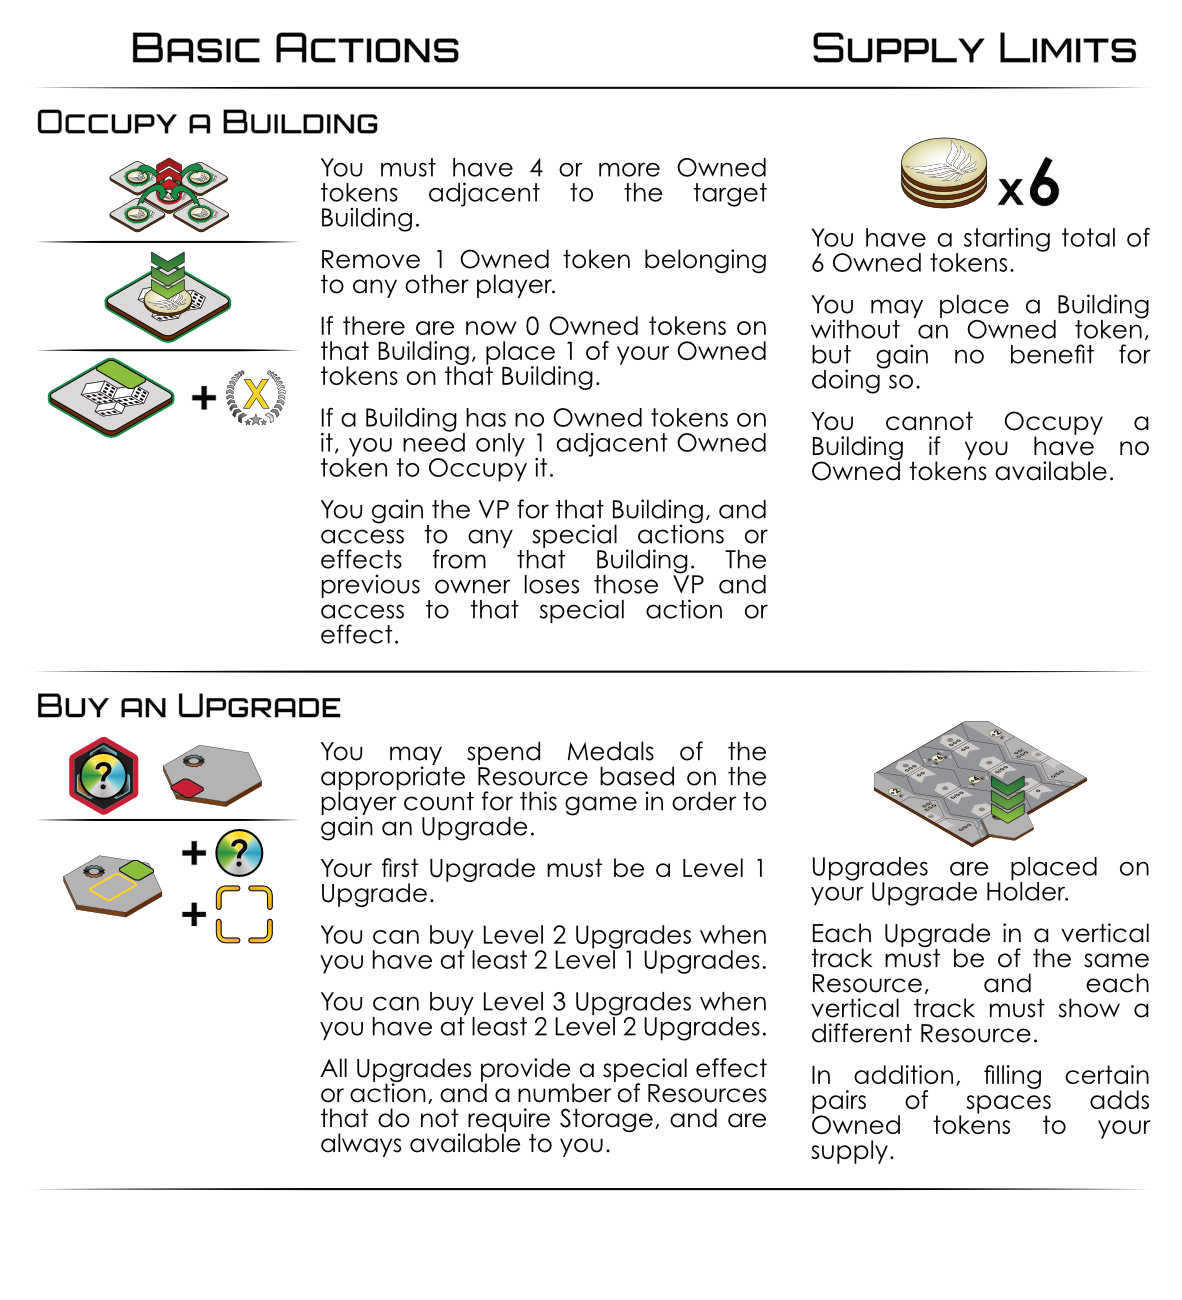 Basic Actions
Supply Limits
Occupy a Building
You must have 4 or more Owned
tokens adjacent to the target
Building.
Remove 1 Owned token belonging
to any other player.
If there are now 0 Owned tokens on
that Building, place 1 of your Owned
tokens on that Building.
If a Building has no Owned tokens on
it, you need only 1 adjacent Owned
token to Occupy it.
You gain the VP for that Building, and
access to any special actions or
effects from that Building. The
previous owner loses those VP and
access to that special action or
effect.
+ X
x6
You have a starting total of
6 Owned tokens.
You may place a Building
without an Owned token,
but gain no benefit for
doing so.
You cannot Occupy a
Building if you have no
Owned tokens available.
Buy an Upgrade
?
+ ?
+
You may spend Medals of the
appropriate Resource based on the
player count for this game in order to
gain an Upgrade.
Your first Upgrade must be a Level 1
Upgrade.
You can buy Level 2 Upgrades when
you have at least 2 Level 1 Upgrades.
You can buy Level 3 Upgrades when
you have at least 2 Level 2 Upgrades.
All Upgrades provide a special effect
or action, and a number of Resources
that do not require Storage, and are
always available to you.
Upgrades are placed on
your Upgrade Holder.
Each Upgrade in a vertical
track must be of the same
Resource, and each
vertical track must show a
different Resource.
In addition, filling certain
pairs of spaces adds
Owned tokens to your
supply.